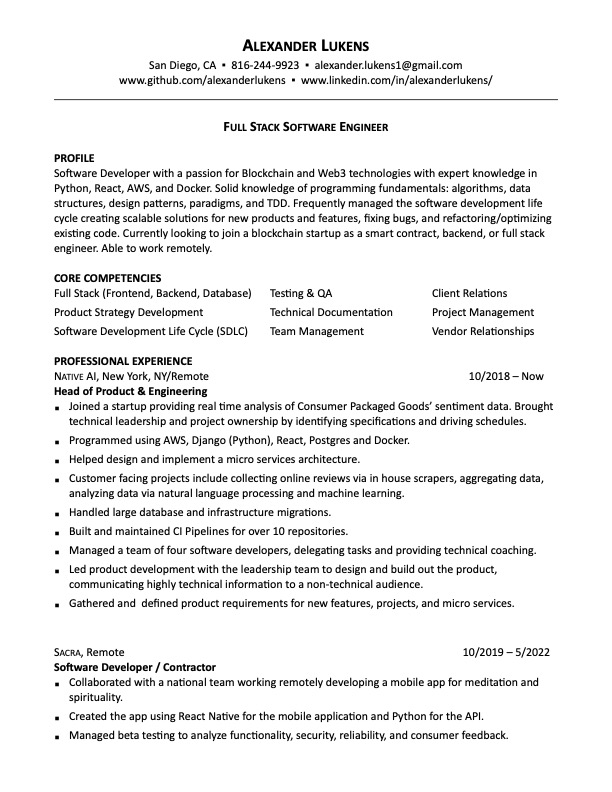 ALEXANDER LUKENS
San Diego, CA ▪ 816-244-9923 ▪ alexander.lukens1@gmail.com
www.github.com/alexanderlukens ▪ www.linkedin.com/in/alexanderlukens/
FULL STACK SOFTWARE ENGINEER
PROFILE
Software Developer with a passion for Blockchain and Web3 technologies with expert knowledge in
Python, React, AWS, and Docker. Solid knowledge of programming fundamentals: algorithms, data
structures, design patterns, paradigms, and TDD. Frequently managed the software development life
cycle creating scalable solutions for new products and features, fixing bugs, and refactoring/optimizing
existing code. Currently looking to join a blockchain startup as a smart contract, backend, or full stack
engineer. Able to work remotely.
CORE COMPETENCIES
Full Stack (Frontend, Backend, Database) Testing & QA Client Relations
Product Strategy Development Technical Documentation Project Management
Software Development Life Cycle (SDLC) Team Management Vendor Relationships
PROFESSIONAL EXPERIENCE
NATIVE AI, New York, NY/Remote 10/2018 – Now
Head of Product & Engineering
▪ Joined a startup providing real time analysis of Consumer Packaged Goods’ sentiment data. Brought
technical leadership and project ownership by identifying specifications and driving schedules.
▪ Programmed using AWS, Django (Python), React, Postgres and Docker.
▪ Helped design and implement a micro services architecture.
▪ Customer facing projects include collecting online reviews via in house scrapers, aggregating data,
analyzing data via natural language processing and machine learning.
▪ Handled large database and infrastructure migrations.
▪ Built and maintained CI Pipelines for over 10 repositories.
▪ Managed a team of four software developers, delegating tasks and providing technical coaching.
▪ Led product development with the leadership team to design and build out the product,
communicating highly technical information to a non-technical audience.
▪ Gathered and  defined product requirements for new features, projects, and micro services.
SACRA, Remote 10/2019 – 5/2022
Software Developer / Contractor
▪ Collaborated with a national team working remotely developing a mobile app for meditation and
spirituality.
▪ Created the app using React Native for the mobile application and Python for the API.
▪ Managed beta testing to analyze functionality, security, reliability, and consumer feedback.